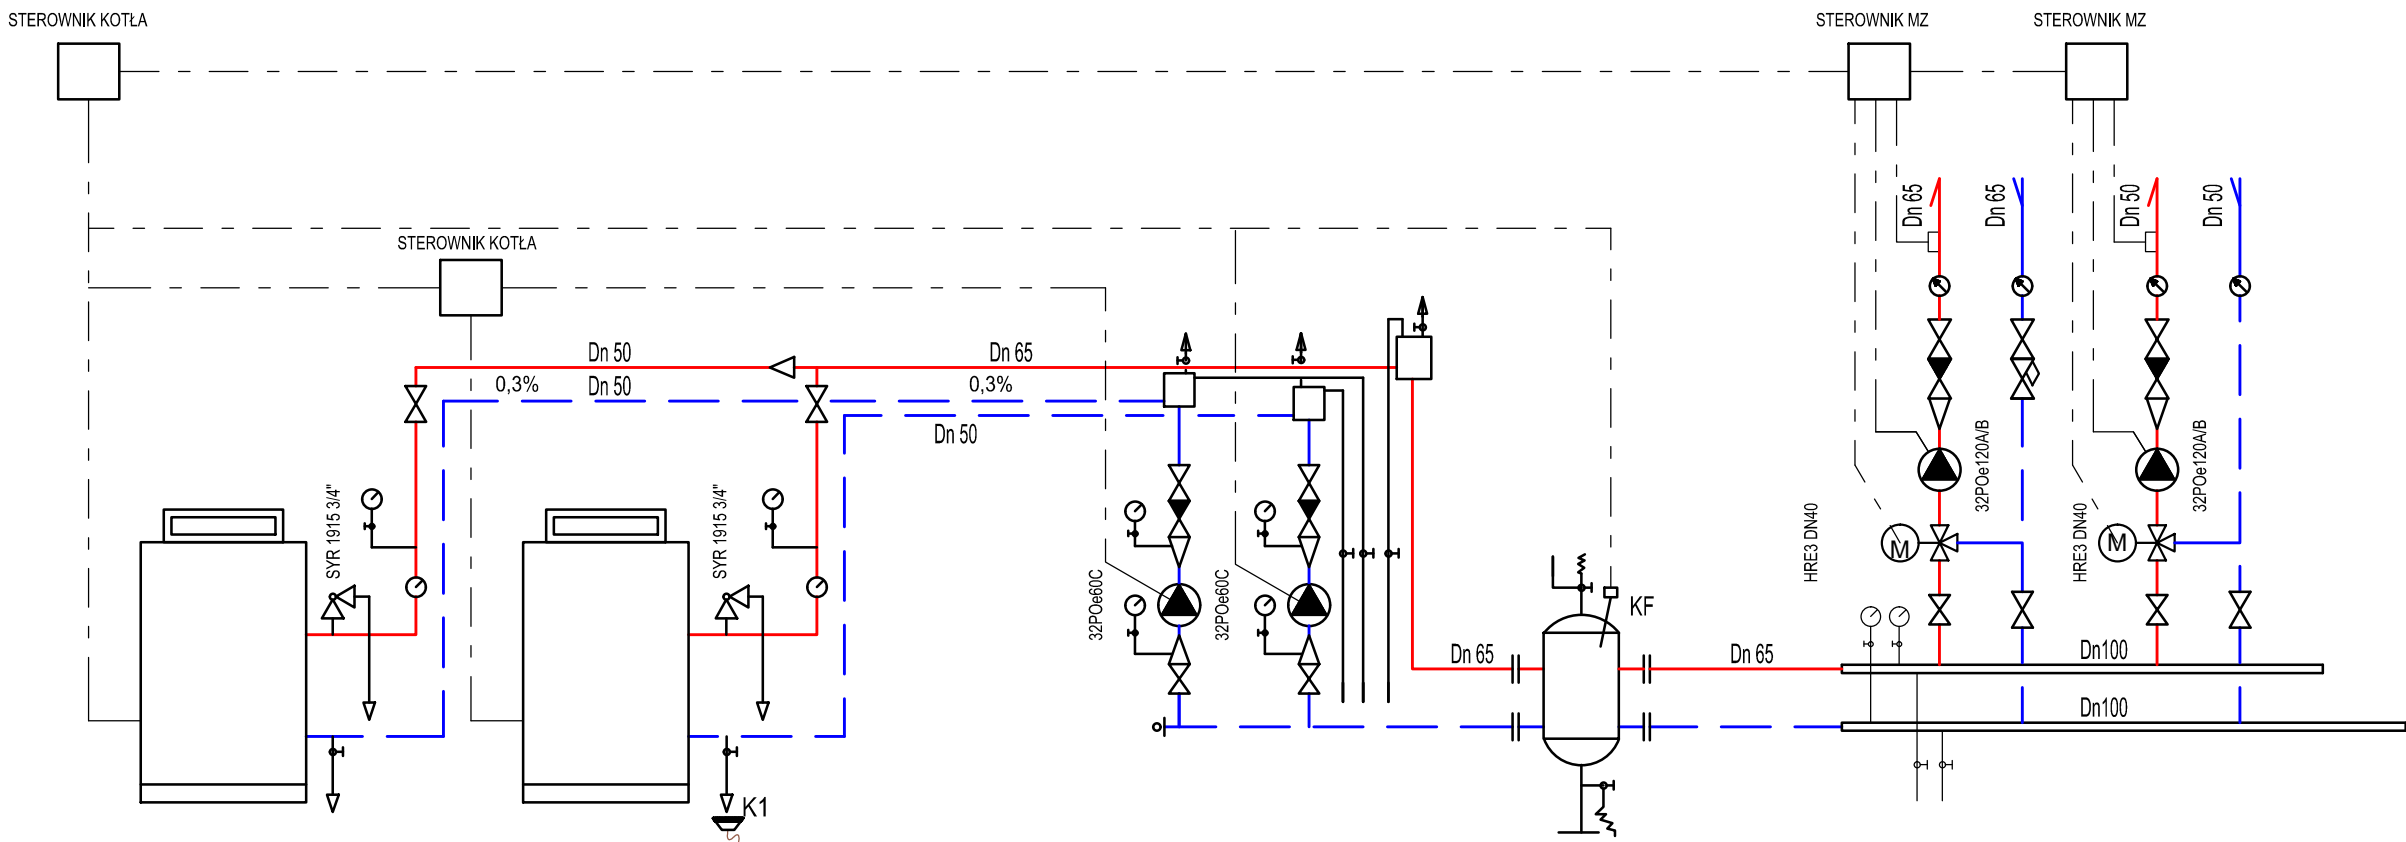 STEROWNIK KOTŁA
STEROWNIK MZ
STEROWNIK MZ
Dn 65
Dn 65
Dn 50
Dn 50
STEROWNIK KOTŁA
Dn 50
Dn 65
0,3%
Dn 50
0,3%
Dn 50
SYR 1915 3/4"
SYR 1915 3/4"
32POe120A/B
32POe120A/B
HRE3 DN40
M
HRE3 DN40
M
32POe60C
32POe60C
KF
Dn 65
Dn 65
Dn100
Dn100
K1